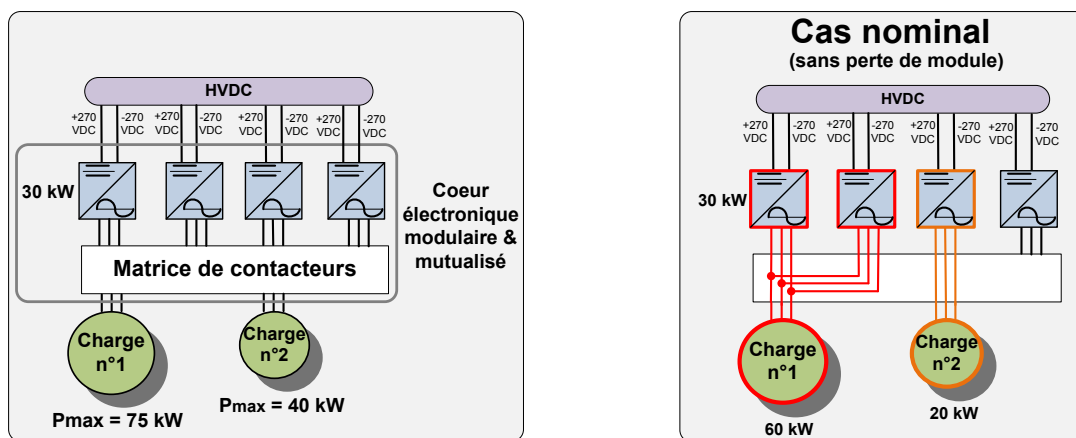 HVDC
+270 VDC
-270 VDC
+270 VDC
-270 VDC
+270 VDC
-270 VDC
+270 VDC
-270 VDC
30 kW
Coeur
électronique
modulaire &
mutualisé
Matrice de contacteurs
Charge
n°1
Charge
n°2
Pmax = 75 kW
Pmax = 40 kW
Cas nominal
(sans perte de module)
HVDC
+270 VDC
-270 VDC
+270 VDC
-270 VDC
+270 VDC
-270 VDC
+270 VDC
-270 VDC
30 kW
Charge
n°1
Charge
n°2
60 kW
20 kW